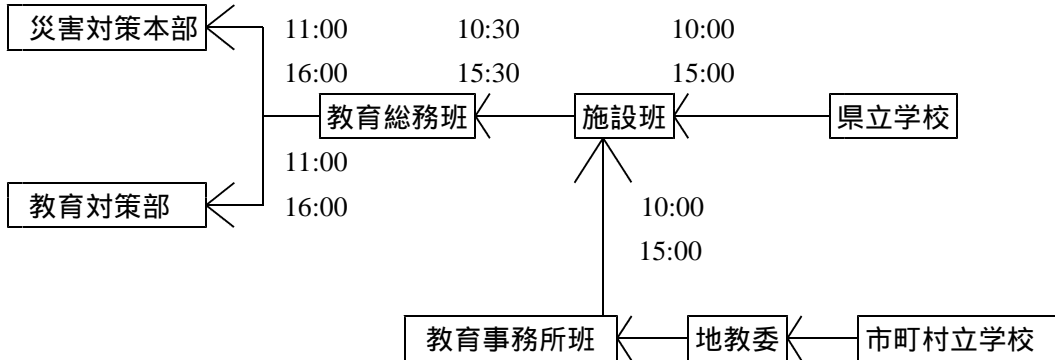 災害対策本部
11:00 10:30 10:00
16:00 15:30 15:00
教育総務班 施設班 県立学校
11:00
教育対策部 16:00 10:00
15:00
教育事務所班 地教委 市町村立学校